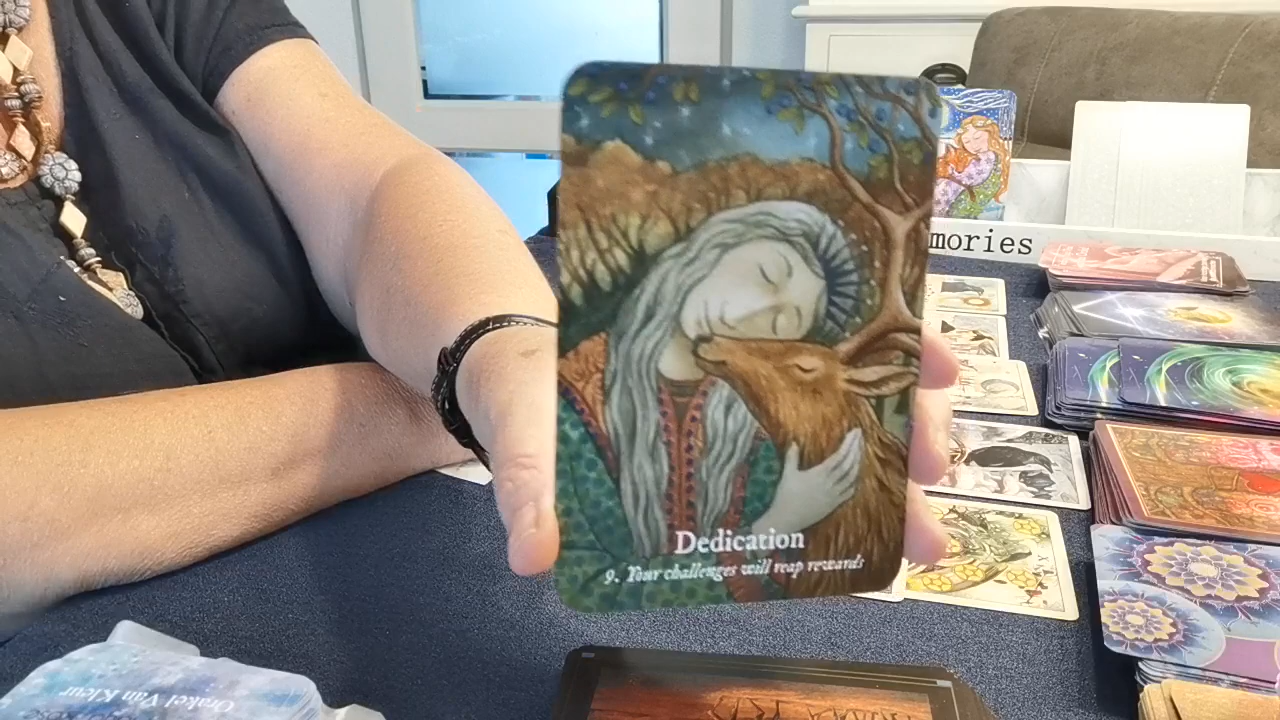 mories
Dedication
9. Your challenges will reap rewards
Orakel Van Kleur